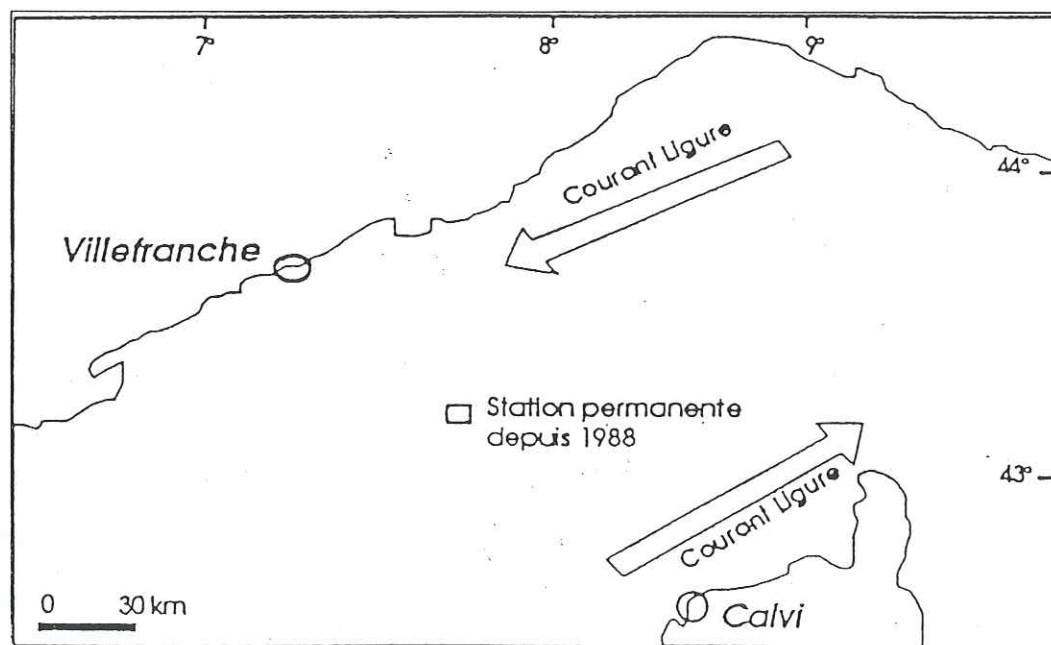 7°
8°
9°
Courant Ligure
44°
Villefranche
Station permanente
depuis 1988
43°
Courant Ligure
0 30 km
Calvi